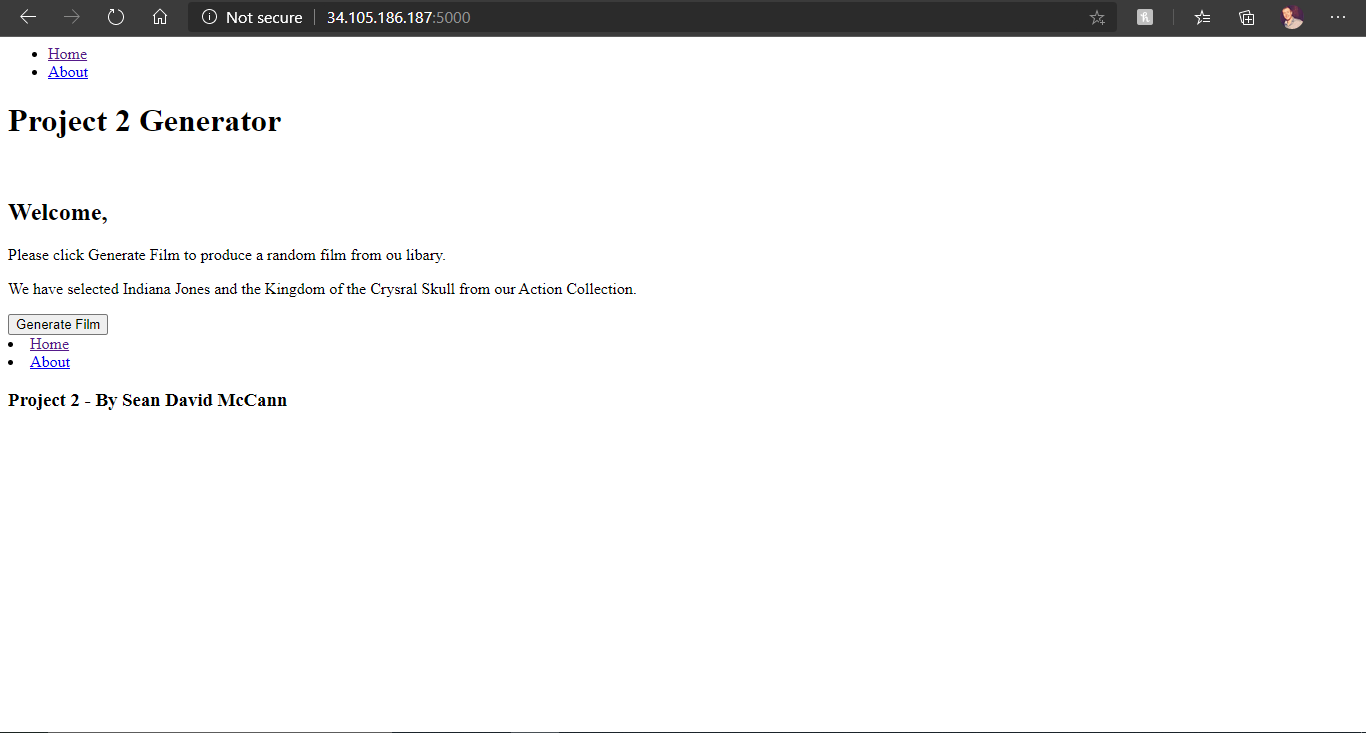 Not secure | 34.105.186.187:5000
Home
About
Project 2 Generator
Welcome,
Please click Generate Film to produce a random film from ou libary.
We have selected Indiana Jones and the Kingdom of the Crysral Skull from our Action Collection.
Generate Film
Home
About
Project 2 - By Sean David McCann